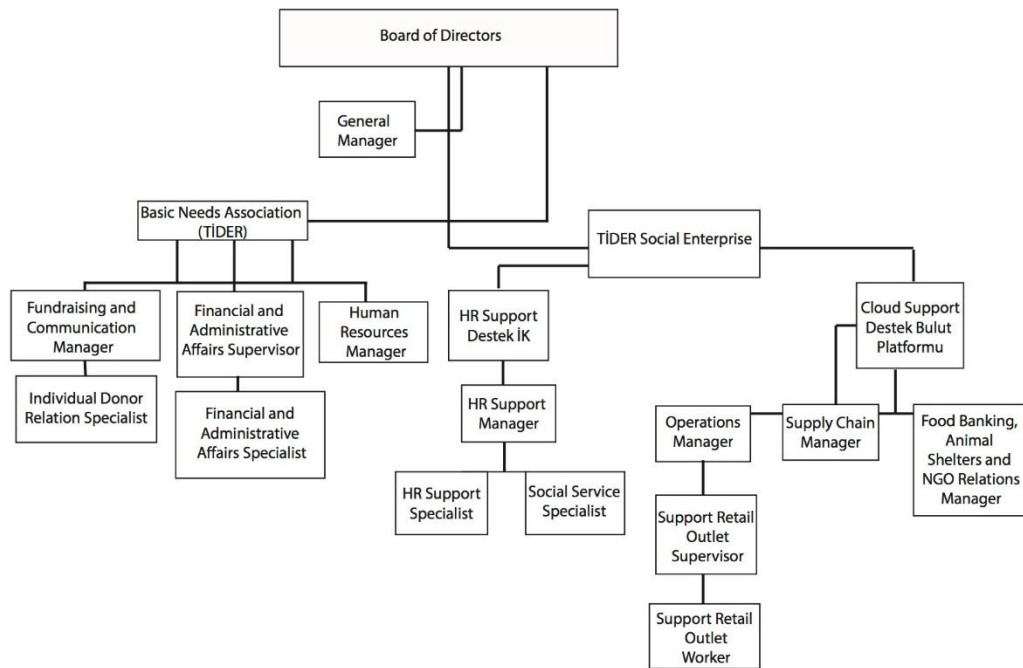 Board of Directors
General
Manager
Basic Needs Association
(TİDER)
TİDER Social Enterprise
Fundraising and
Communication
Manager
Financial and
Administrative
Affairs Supervisor
Human
Resources
Manager
HR Support
Destek İK
Cloud Support
Destek Bulut
Platformu
Individual Donor
Relation Specialist
Financial and
Administrative
Affairs Specialist
HR Support
Manager
Operations
Manager
Supply Chain
Manager
Food Banking,
Animal
Shelters and
NGO Relations
Manager
HR Support
Specialist
Social Service
Specialist
Support Retail
Outlet
Supervisor
Support Retail
Outlet
Worker